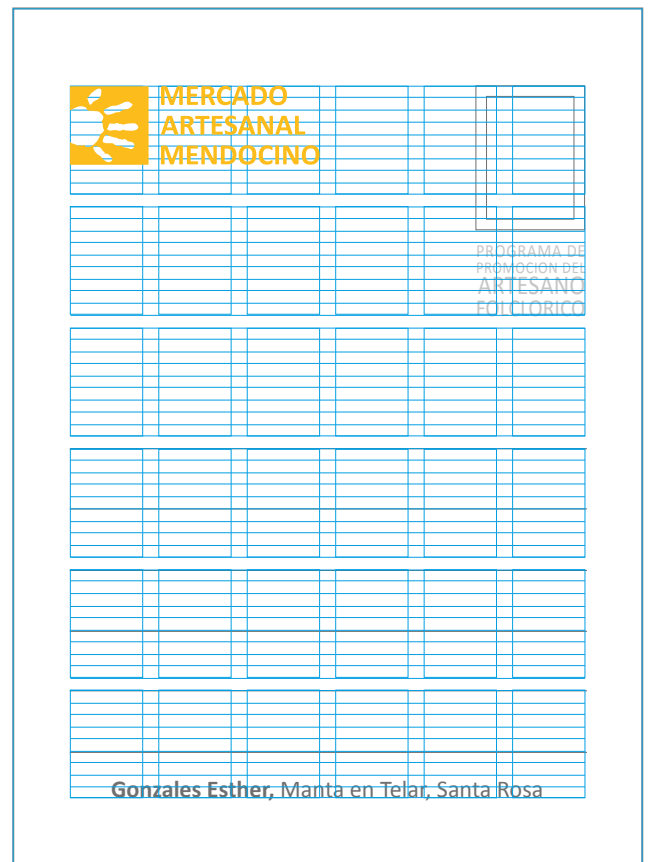 MERCADO
ARTESANAL
MENDOCINO
PROGRAMA DE
PROMOCION DEL
ARTESANO
FOLCLORICO
Gonzales Esther, Manta en Telar, Santa Rosa